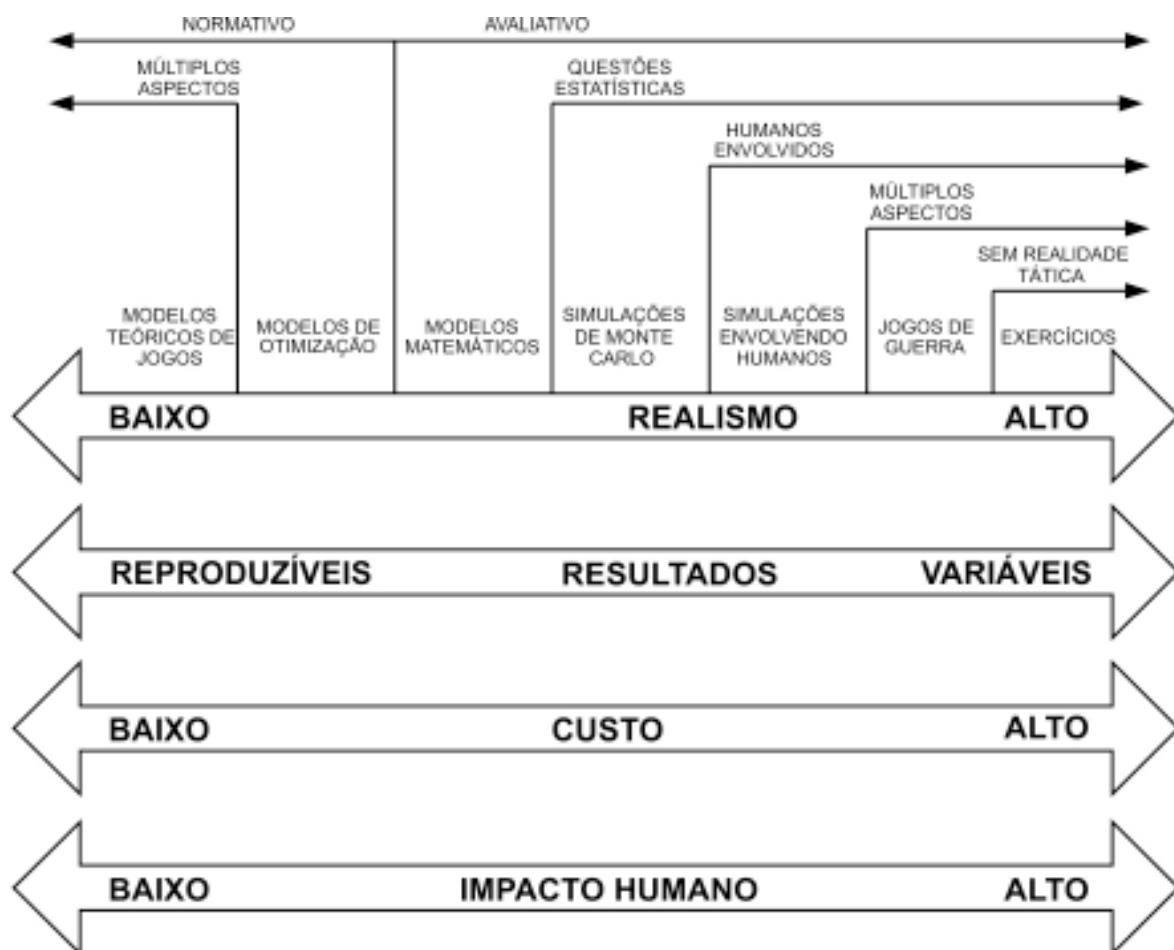 NORMATIVO AVALIATIVO
MÚLTIPLOS
ASPECTOS
QUESTÕES
ESTATÍSTICAS
HUMANOS
ENVOLVIDOS
MÚLTIPLOS
ASPECTOS
SEM REALIDADE
TÁTICA
MODELOS
TEÓRICOS DE
JOGOS
MODELOS DE
OTIMIZAÇÃO
MODELOS
MATEMÁTICOS
SIMULAÇÕES
DE MONTE
CARLO
SIMULAÇÕES
ENVOLVENDO
HUMANOS
JOGOS DE
GUERRA
EXERCÍCIOS
BAIXO REALISMO ALTO
REPRODUZÍVEIS RESULTADOS VARIÁVEIS
BAIXO CUSTO ALTO
BAIXO IMPACTO HUMANO ALTO